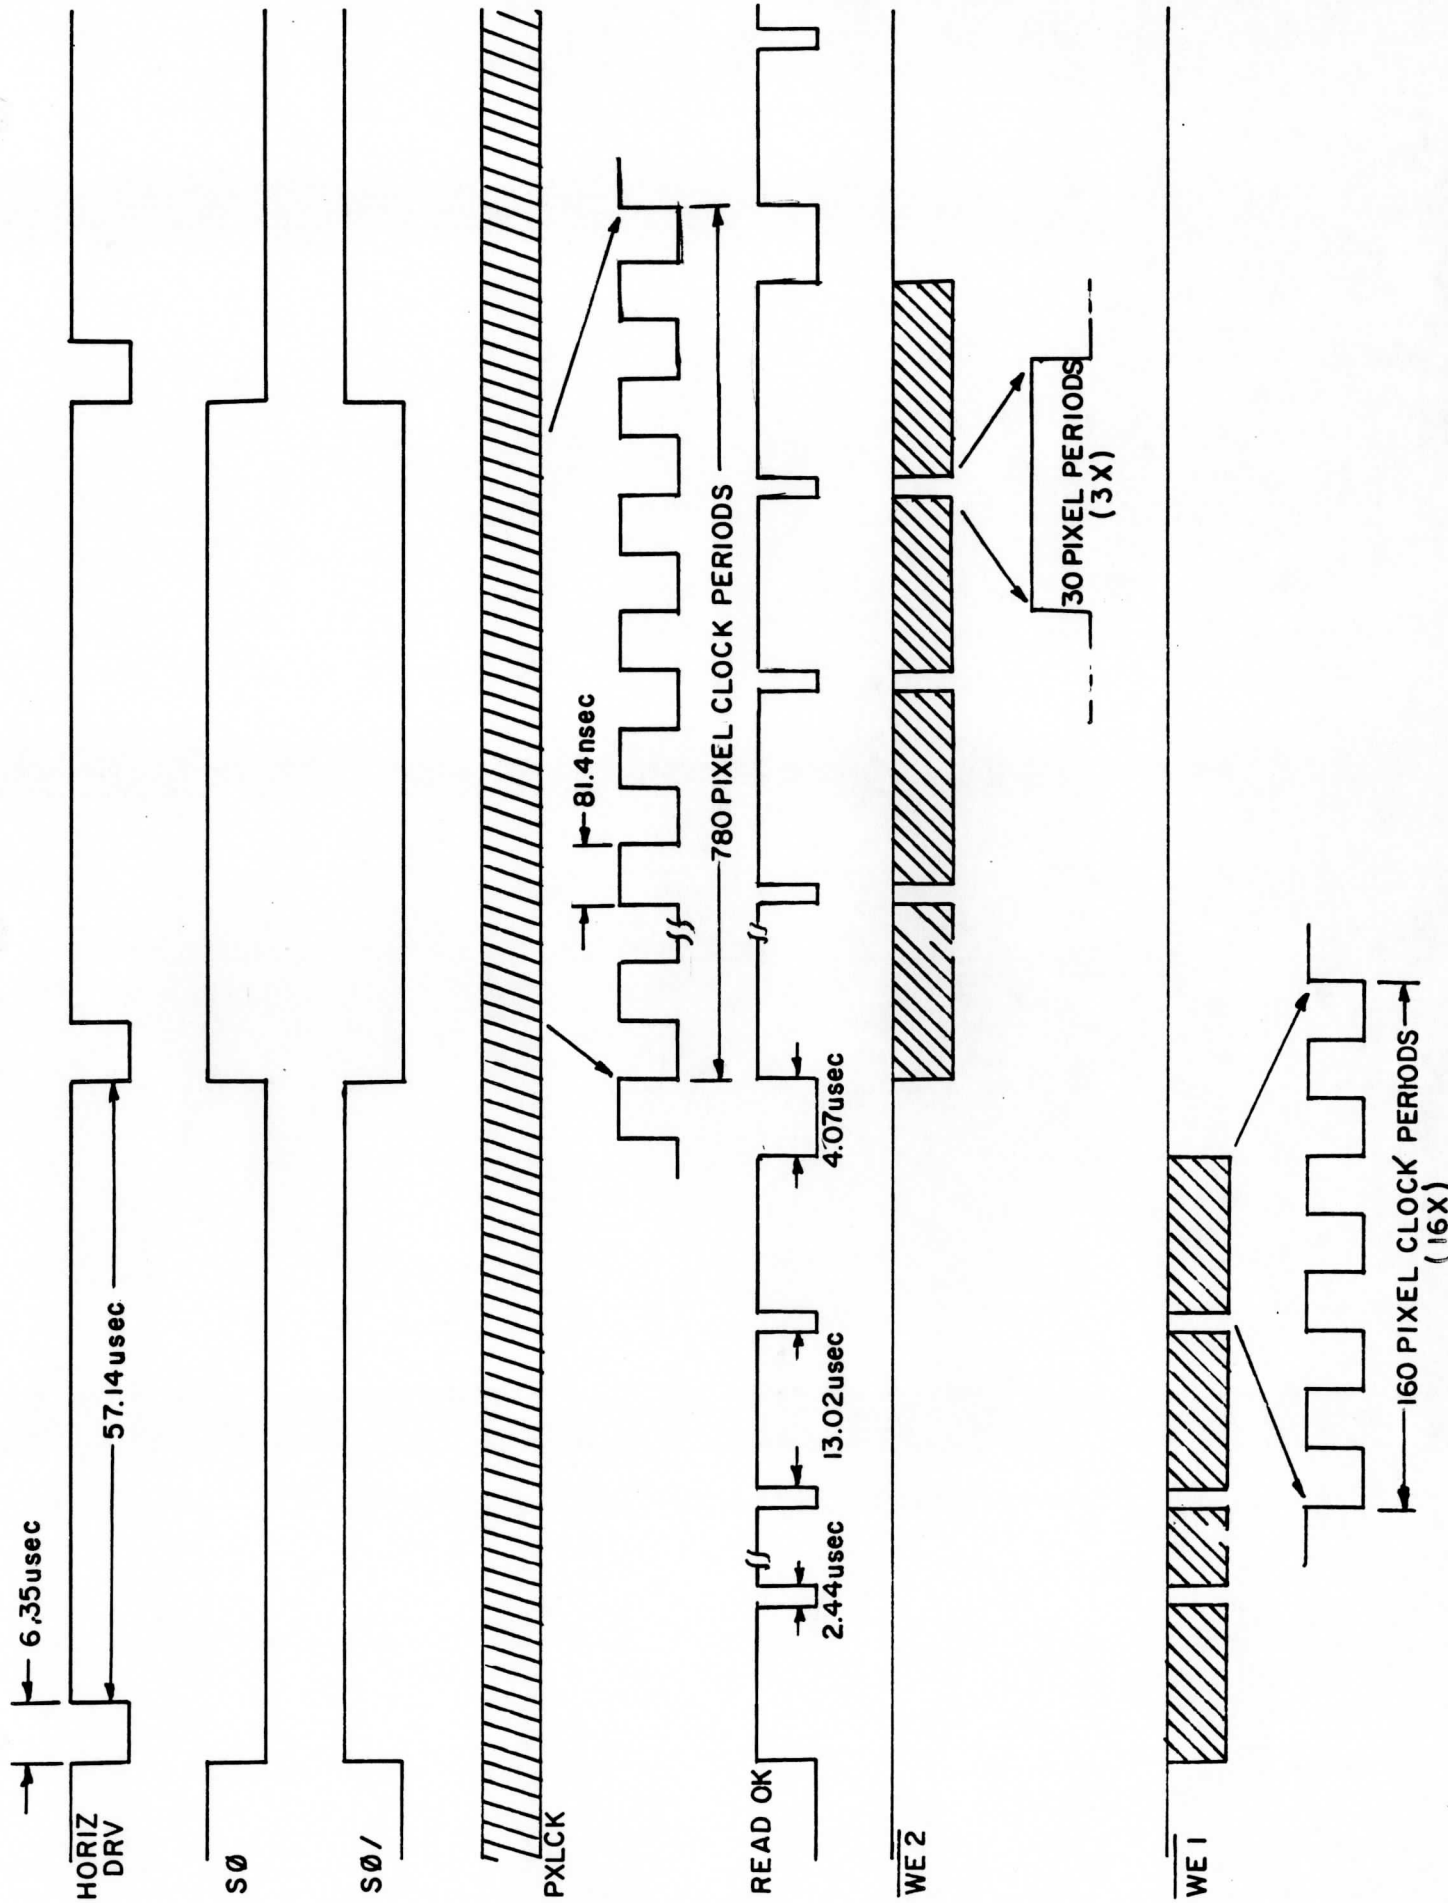 6.35usec
57.14usec
HORIZ
DRV
SØ
SØ/
PXLCK
81.4nsec
780 PIXEL CLOCK PERIODS
READ OK
2.44usec
13.02usec
4.07usec
WE 2
30 PIXEL PERIODS
(3X)
WE 1
160 PIXEL CLOCK PERIODS
(16X)